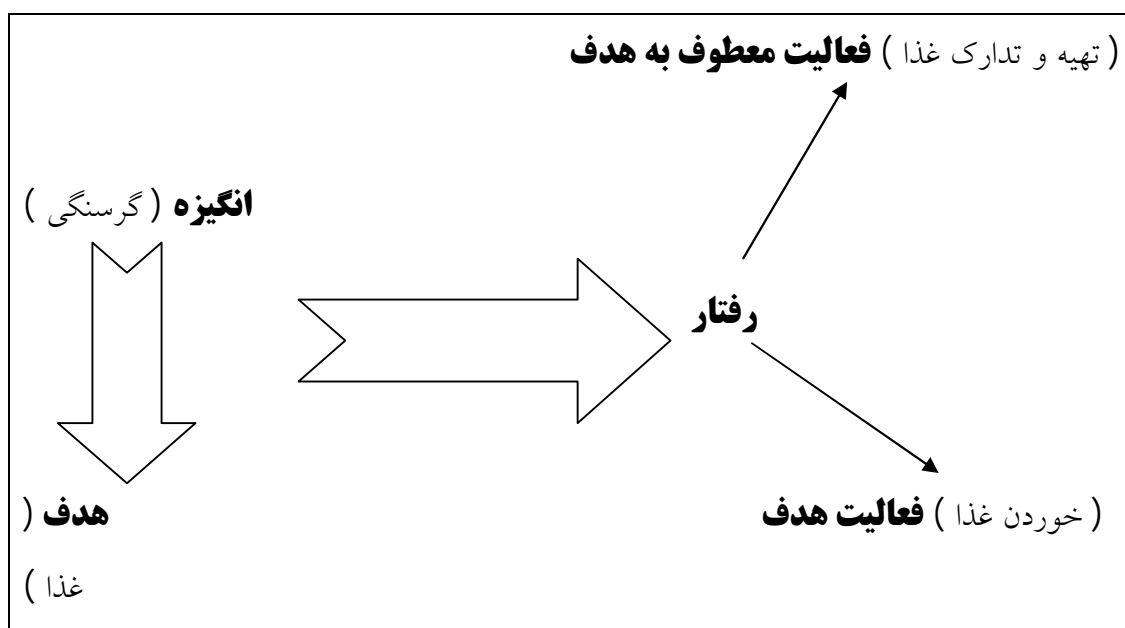 فعالیت معطوف به هدف ( تهیه و تدارک غذا )
انگیزه ( گرسنگی )
رفتار
فعالیت هدف ( خوردن غذا )
هدف (
غذا )